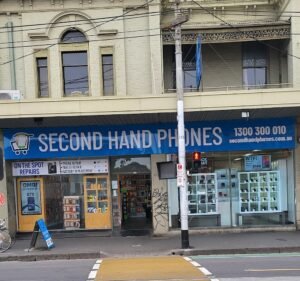 SECOND HAND PHONES
1300 300 010
secondhandphones.com.au
ON THE SPOT
REPAIRS